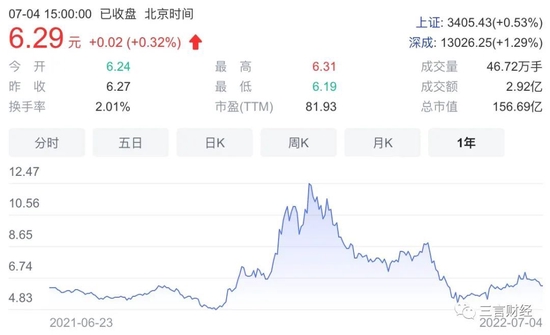 07-04 15:00:00 已收盘 北京时间
6.29 元 +0.02 (+0.32%)
上证: 3405.43(+0.53%)
深成: 13026.25(+1.29%)
今 开 6.24 最 高 6.31 成交量 46.72万手
昨 收 6.27 最 低 6.19 成交额 2.92亿
换手率 2.01% 市盈(TTM) 81.93 总市值 156.69亿
分时 五日 日K 周K 月K 1年
12.47
10.56
8.65
6.74
4.83
2021-06-23 2022-07-04
三言财经